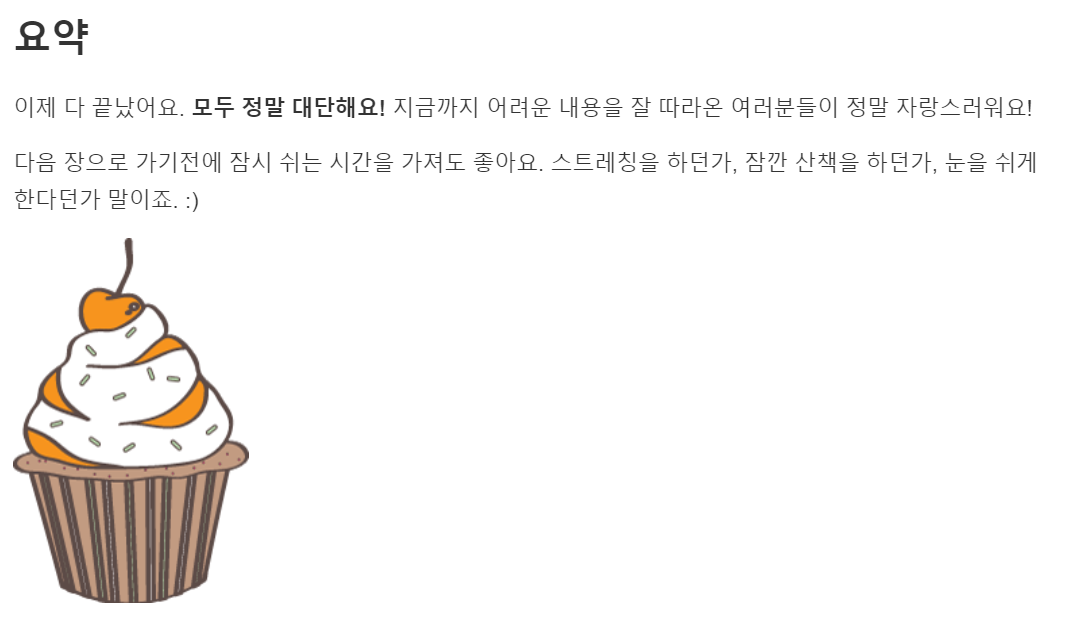 요약
이제 다 끝났어요. 모두 정말 대단해요! 지금까지 어려운 내용을 잘 따라온 여러분들이 정말 자랑스러워요!
다음 장으로 가기전에 잠시 쉬는 시간을 가져도 좋아요. 스트레칭을 하던가, 잠깐 산책을 하던가, 눈을 쉬게
한다던가 말이죠. :)